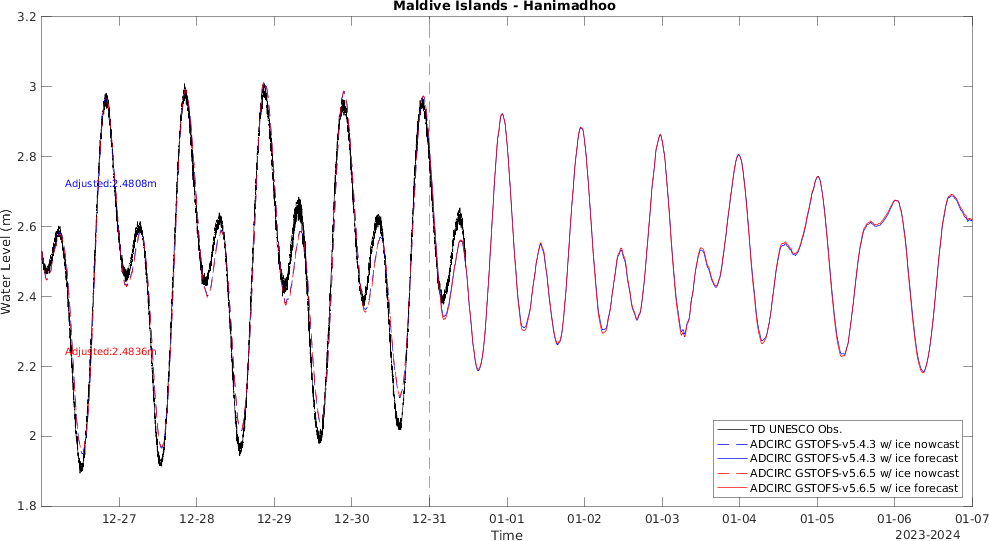 Maldive Islands - Hanimadhoo
3.2
3
2.8
2.6
2.4
2.2
2
1.8
Water Level (m)
Adjusted:2.4808m
Adjusted:2.4836m
TD UNESCO Obs.
ADCIRC GSTOFS-v5.4.3 w/ ice nowcast
ADCIRC GSTOFS-v5.4.3 w/ ice forecast
ADCIRC GSTOFS-v5.6.5 w/ ice nowcast
ADCIRC GSTOFS-v5.6.5 w/ ice forecast
12-27 12-28 12-29 12-30 12-31 01-01 01-02 01-03 01-04 01-05 01-06 01-07
Time
2023-2024